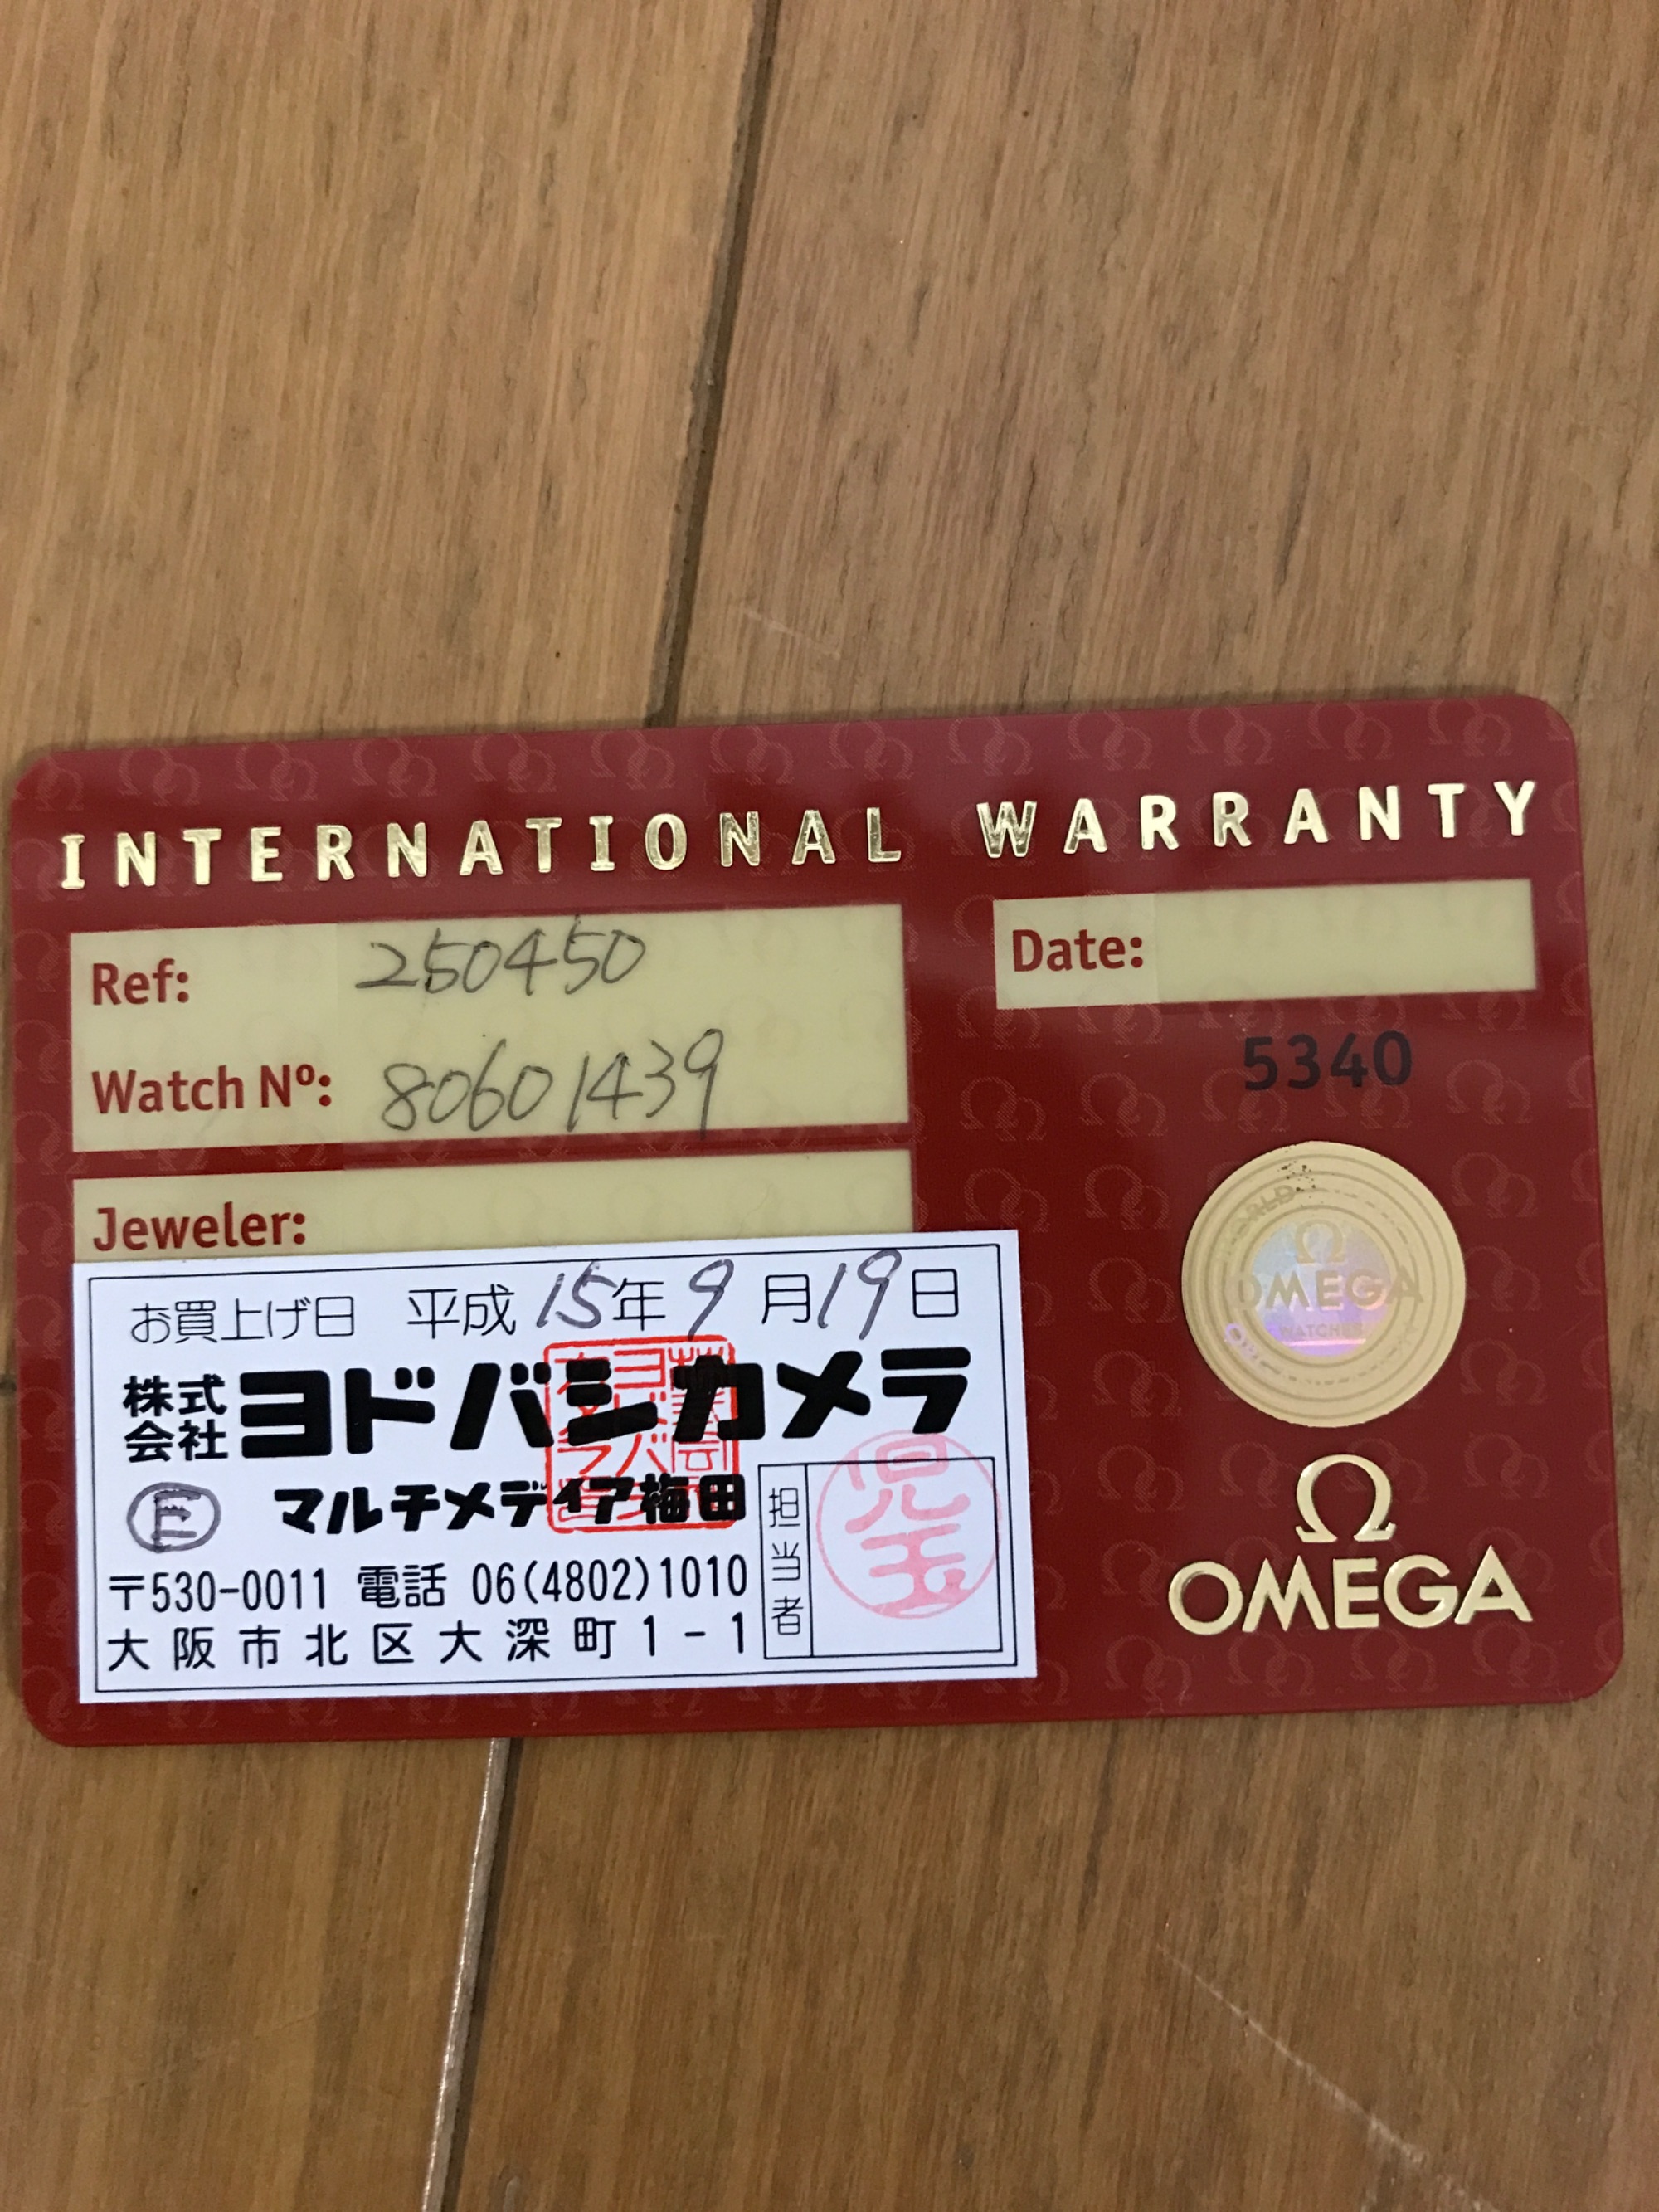 INTERNATIONAL WARRANTY
Ref: 250450
Watch Nº: 80601439
Date:
5340
Jeweler:
お買上げ日 平成15年9月19日
株式会社ヨドバシカメラ
Ⓔ マルチメディア梅田
〒530-0011 電話 06(4802)1010
大阪市北区大深町1-1
担当者
児玉
Ω
OMEGA
WATCHES
Ω
OMEGA